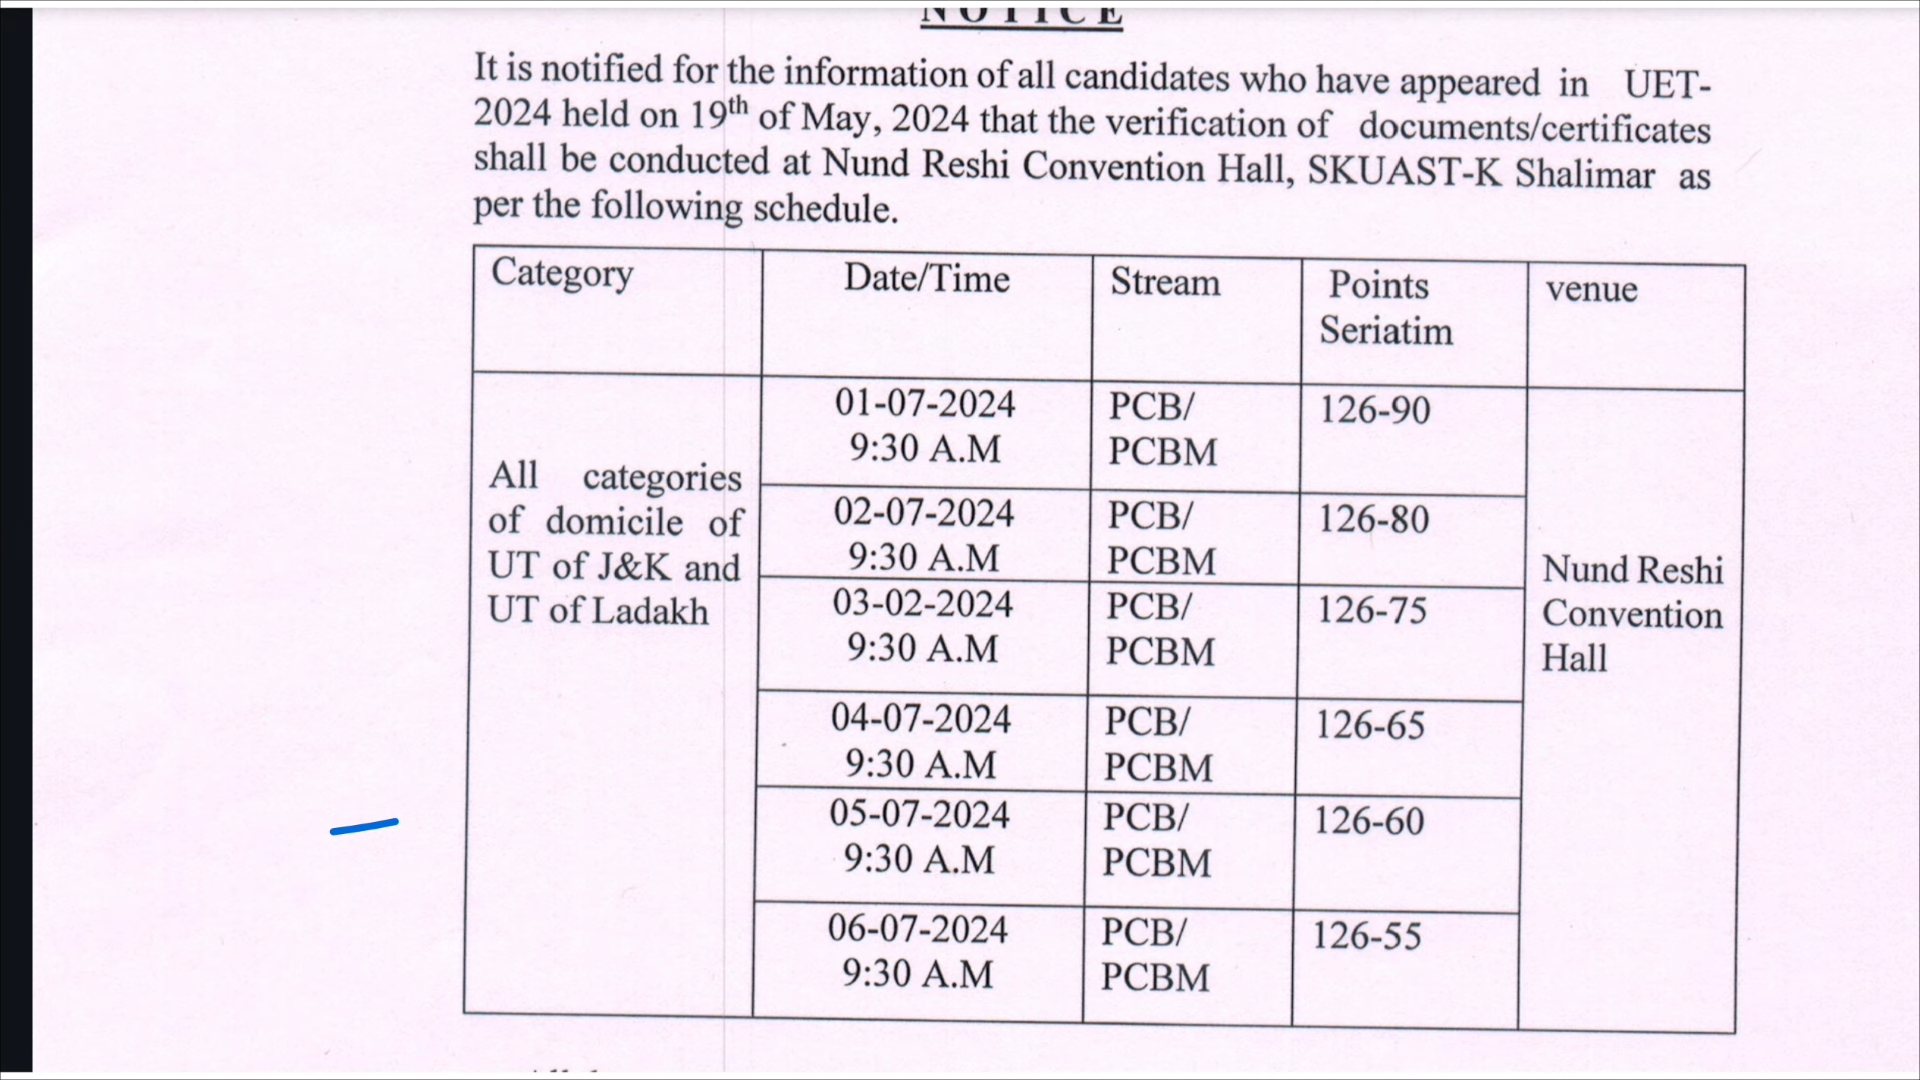 NOTICE
It is notified for the information of all candidates who have appeared in UET-
2024 held on 19th of May, 2024 that the verification of documents/certificates
shall be conducted at Nund Reshi Convention Hall, SKUAST-K Shalimar as
per the following schedule.
Category Date/Time Stream Points Seriatim venue
All categories
of domicile of
UT of J&K and
UT of Ladakh
01-07-2024 PCB/ 126-90
9:30 A.M PCBM
02-07-2024 PCB/ 126-80
9:30 A.M PCBM
03-02-2024 PCB/ 126-75
9:30 A.M PCBM
04-07-2024 PCB/ 126-65
9:30 A.M PCBM
05-07-2024 PCB/ 126-60
9:30 A.M PCBM
06-07-2024 PCB/ 126-55
9:30 A.M PCBM
Nund Reshi
Convention
Hall